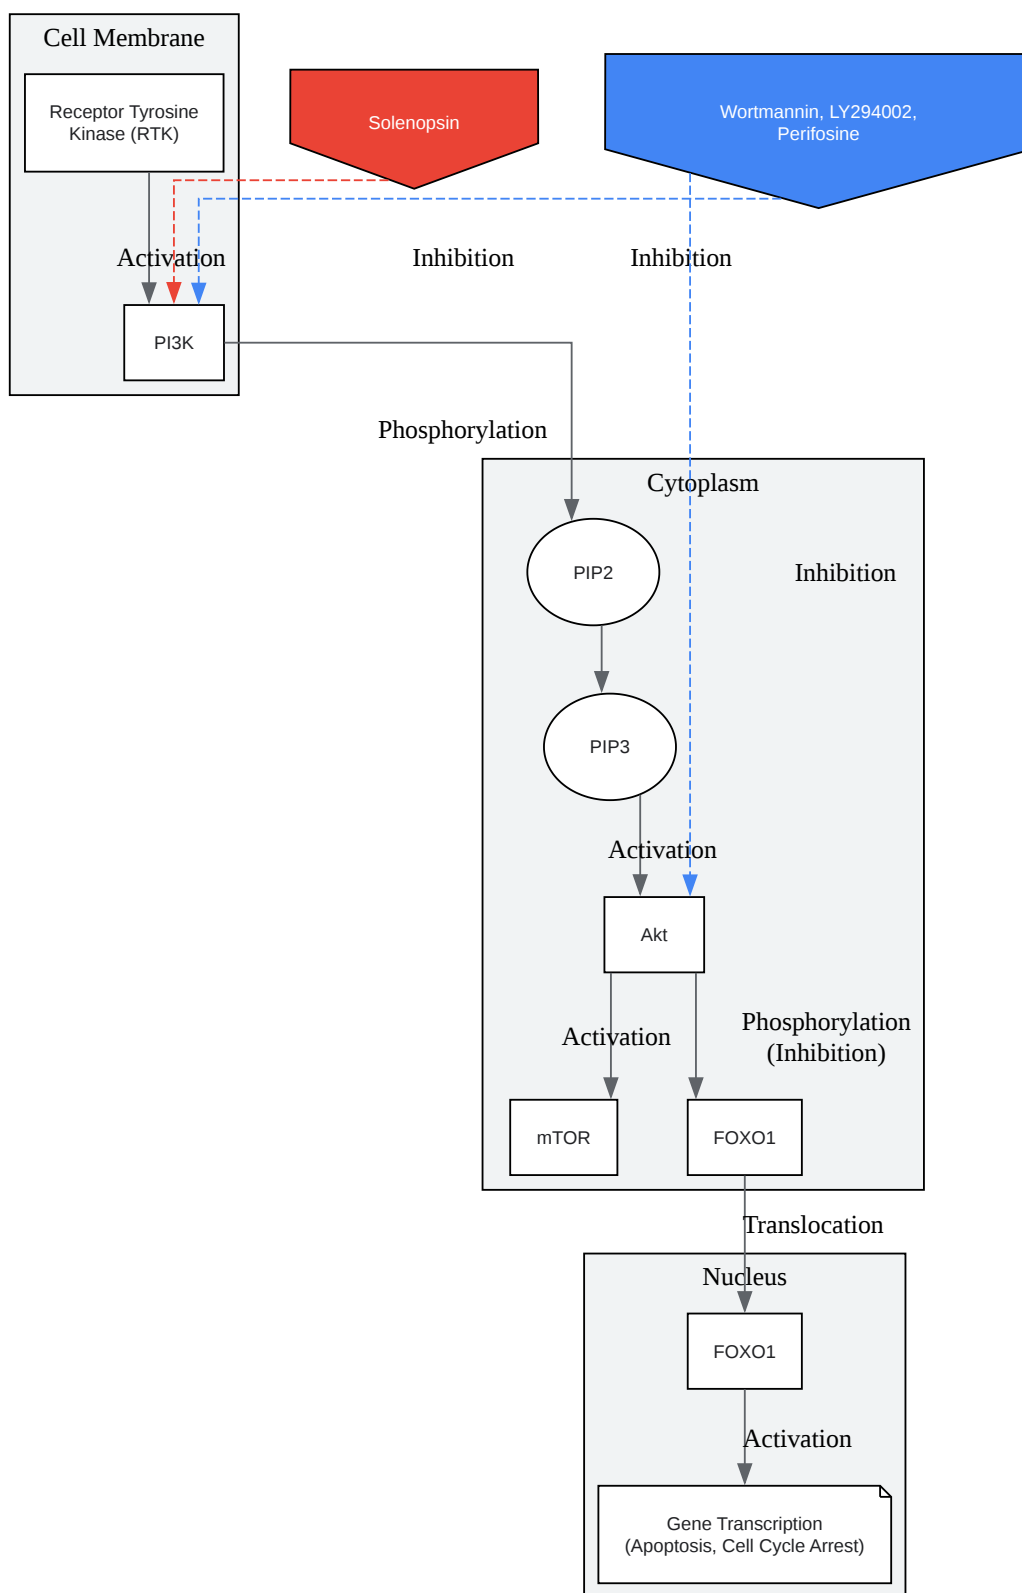 Cell Membrane
Receptor Tyrosine
Kinase (RTK)
Solenopsin
Wortmannin, LY294002,
Perifosine
Activation
Inhibition
Inhibition
PI3K
Phosphorylation
Cytoplasm
PIP2
Inhibition
PIP3
Activation
Akt
Activation
Phosphorylation
(Inhibition)
mTOR
FOXO1
Translocation
Nucleus
FOXO1
Activation
Gene Transcription
(Apoptosis, Cell Cycle Arrest)